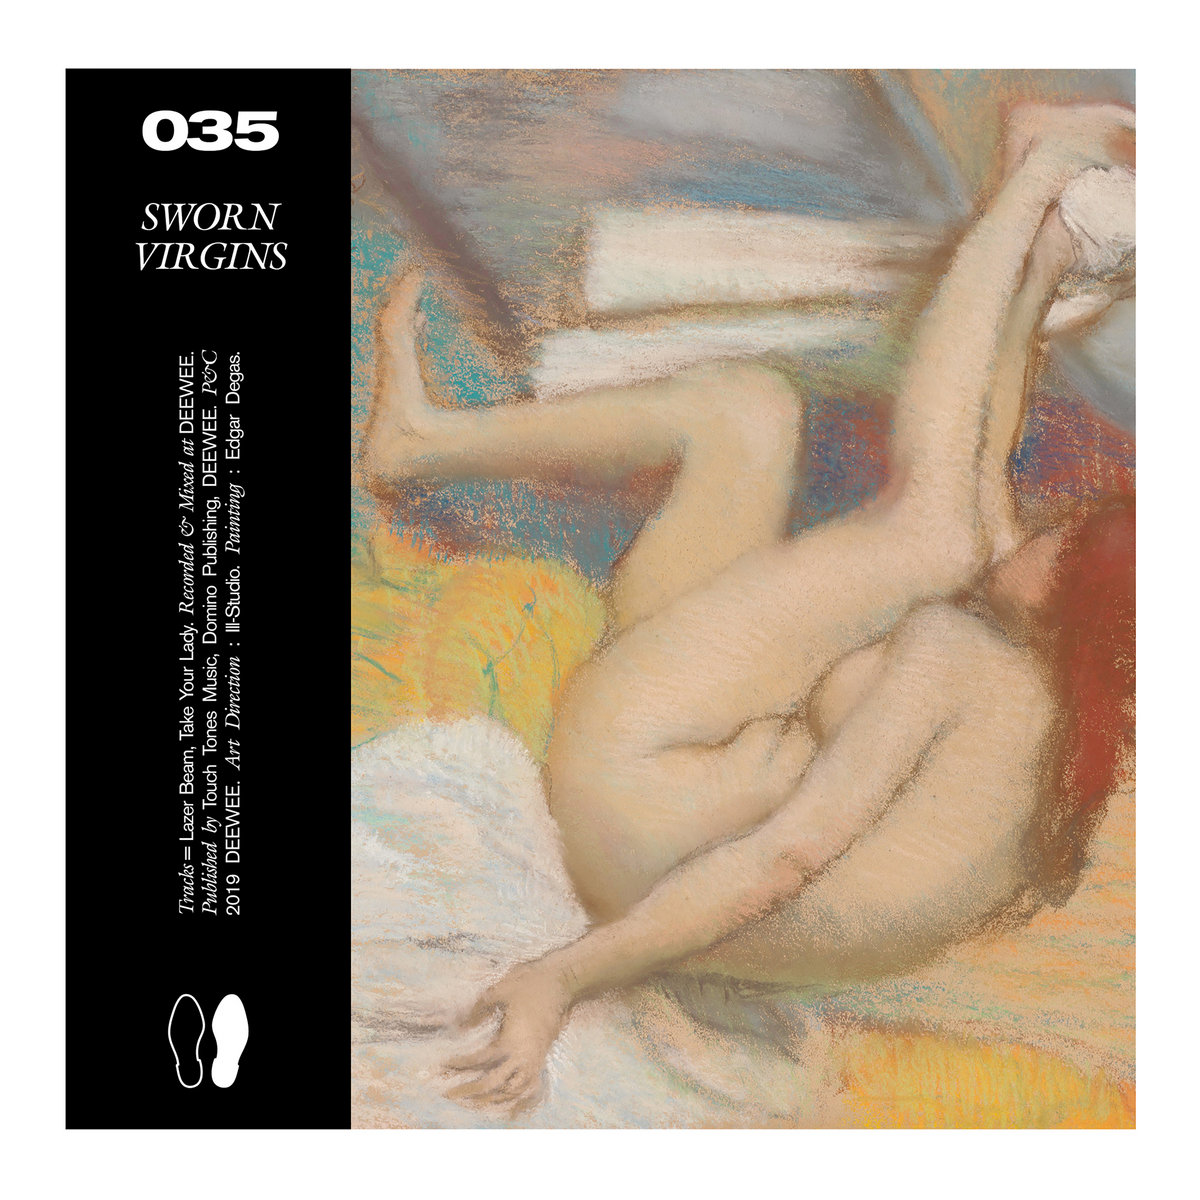 035
SWORN
VIRGINS
Tracks = Lazer Beam, Take Your Lady. Recorded & Mixed at DEEWEE.
Published by Touch Tones Music, Domino Publishing, DEEWEE. P&C
2019 DEEWEE. Art Direction : Ill-Studio. Painting : Edgar Degas.